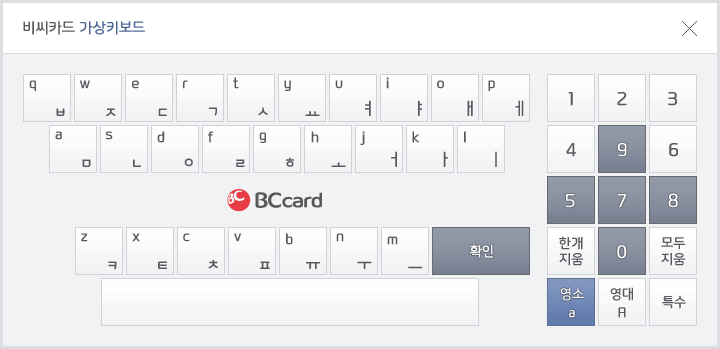 비씨카드 가상키보드
q ㅂ w ㅈ e ㄷ r ㄱ t ㅅ y ㅛ u ㅕ i ㅑ o ㅐ p ㅔ 1 2 3
a ㅁ s ㄴ d ㅇ f ㄹ g ㅎ h ㅗ j ㅓ k ㅏ l ㅣ 4 9 6
BC BCcard 5 7 8
z ㅋ x ㅌ c ㅊ v ㅍ b ㅠ n ㅜ m ㅡ 확인 한개 지움 0 모두 지움
영소 a 영대 A 특수